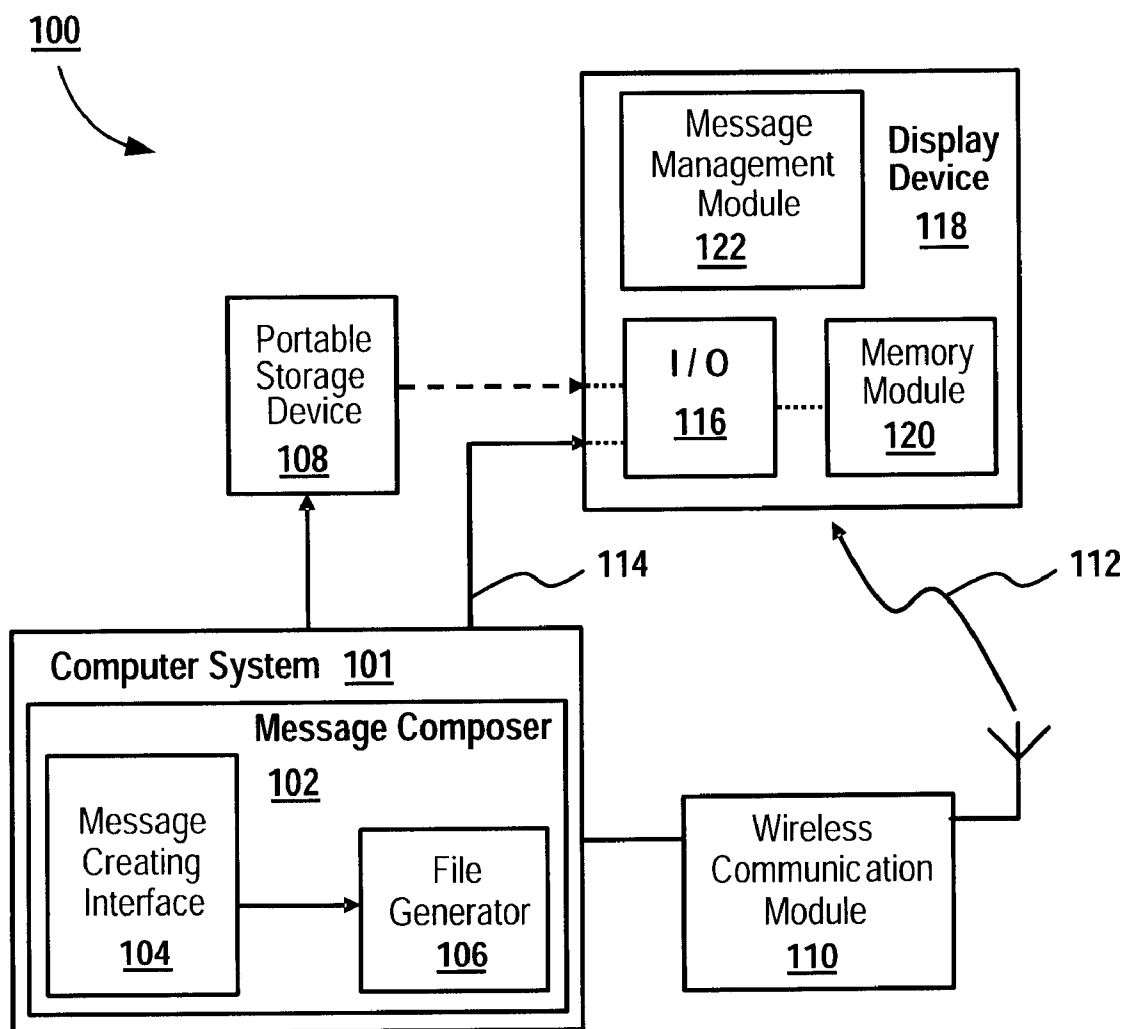 100
Message
Management
Module
122
Display
Device
118
Portable
Storage
Device
108
I / O
116
Memory
Module
120
114
112
Computer System 101
Message Composer
102
Message
Creating
Interface
104
File
Generator
106
Wireless
Communication
Module
110